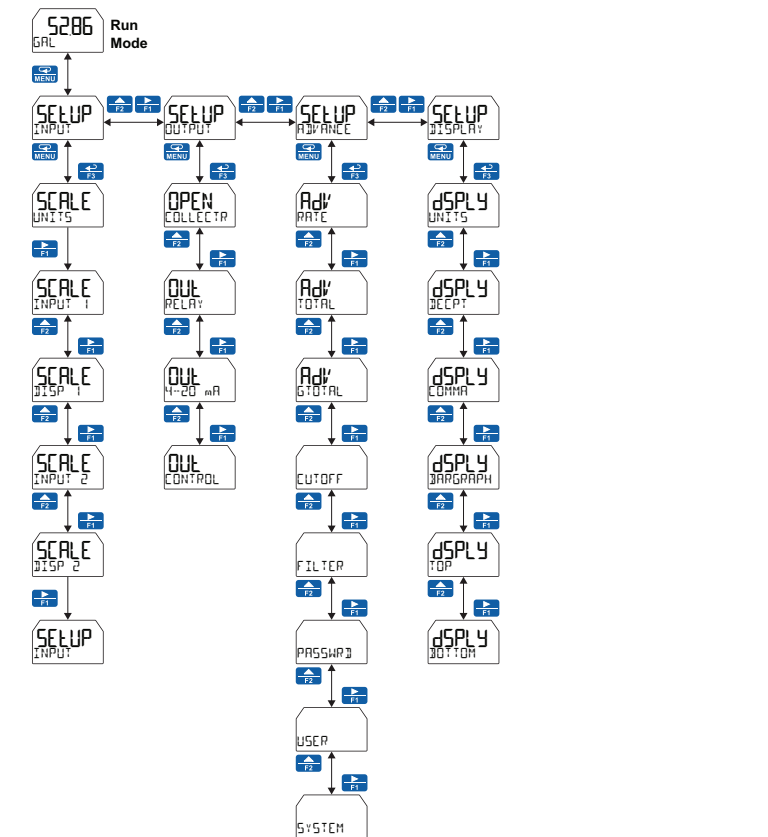 52.86
GAL
Run
Mode
MENU
F2 F1 F2 F1 F2 F1
SEtUP SEtUP SEtUP SEtUP
INPUT OUTPUT ADVANCE DISPLAY
MENU MENU MENU MENU
F3 F3 F3 F3
SCALE OPEN Adv dSPLY
UNITS COLLECTR RATE UNITS
F2 F2 F2
F1 F1 F1 F1
SCALE OUt Adv dSPLY
INPUT 1 RELAY TOTAL DECPT
F2 F2 F2 F2
F1 F1 F1 F1
SCALE OUt Adv dSPLY
DISP 1 4-20 mA GTOTAL COMMA
F2 F2 F2 F2
F1 F1 F1 F1
SCALE OUt dSPLY
INPUT 2 CONTROL CUTOFF BARGRAPH
F2 F2 F2
F1 F1 F1
SCALE dSPLY
DISP 2 FILTER TOP
F2 F2
F1 F1 F1
SEtUP dSPLY
INPUT PASSWRD BOTTOM
F2
F1
USER
F2
F1
SYSTEM